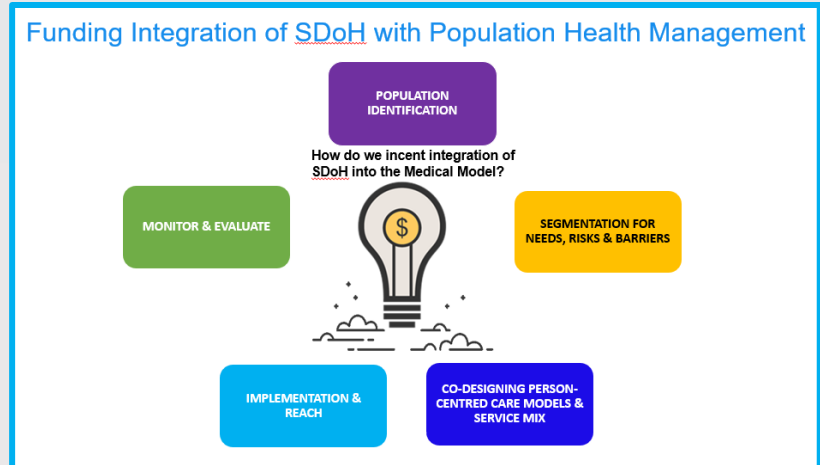 Funding Integration of SDoH with Population Health Management
POPULATION
IDENTIFICATION
How do we incent integration of
SDoH into the Medical Model?
MONITOR & EVALUATE
$
SEGMENTATION FOR
NEEDS, RISKS & BARRIERS
IMPLEMENTATION &
REACH
CO-DESIGNING PERSON-
CENTRED CARE MODELS &
SERVICE MIX